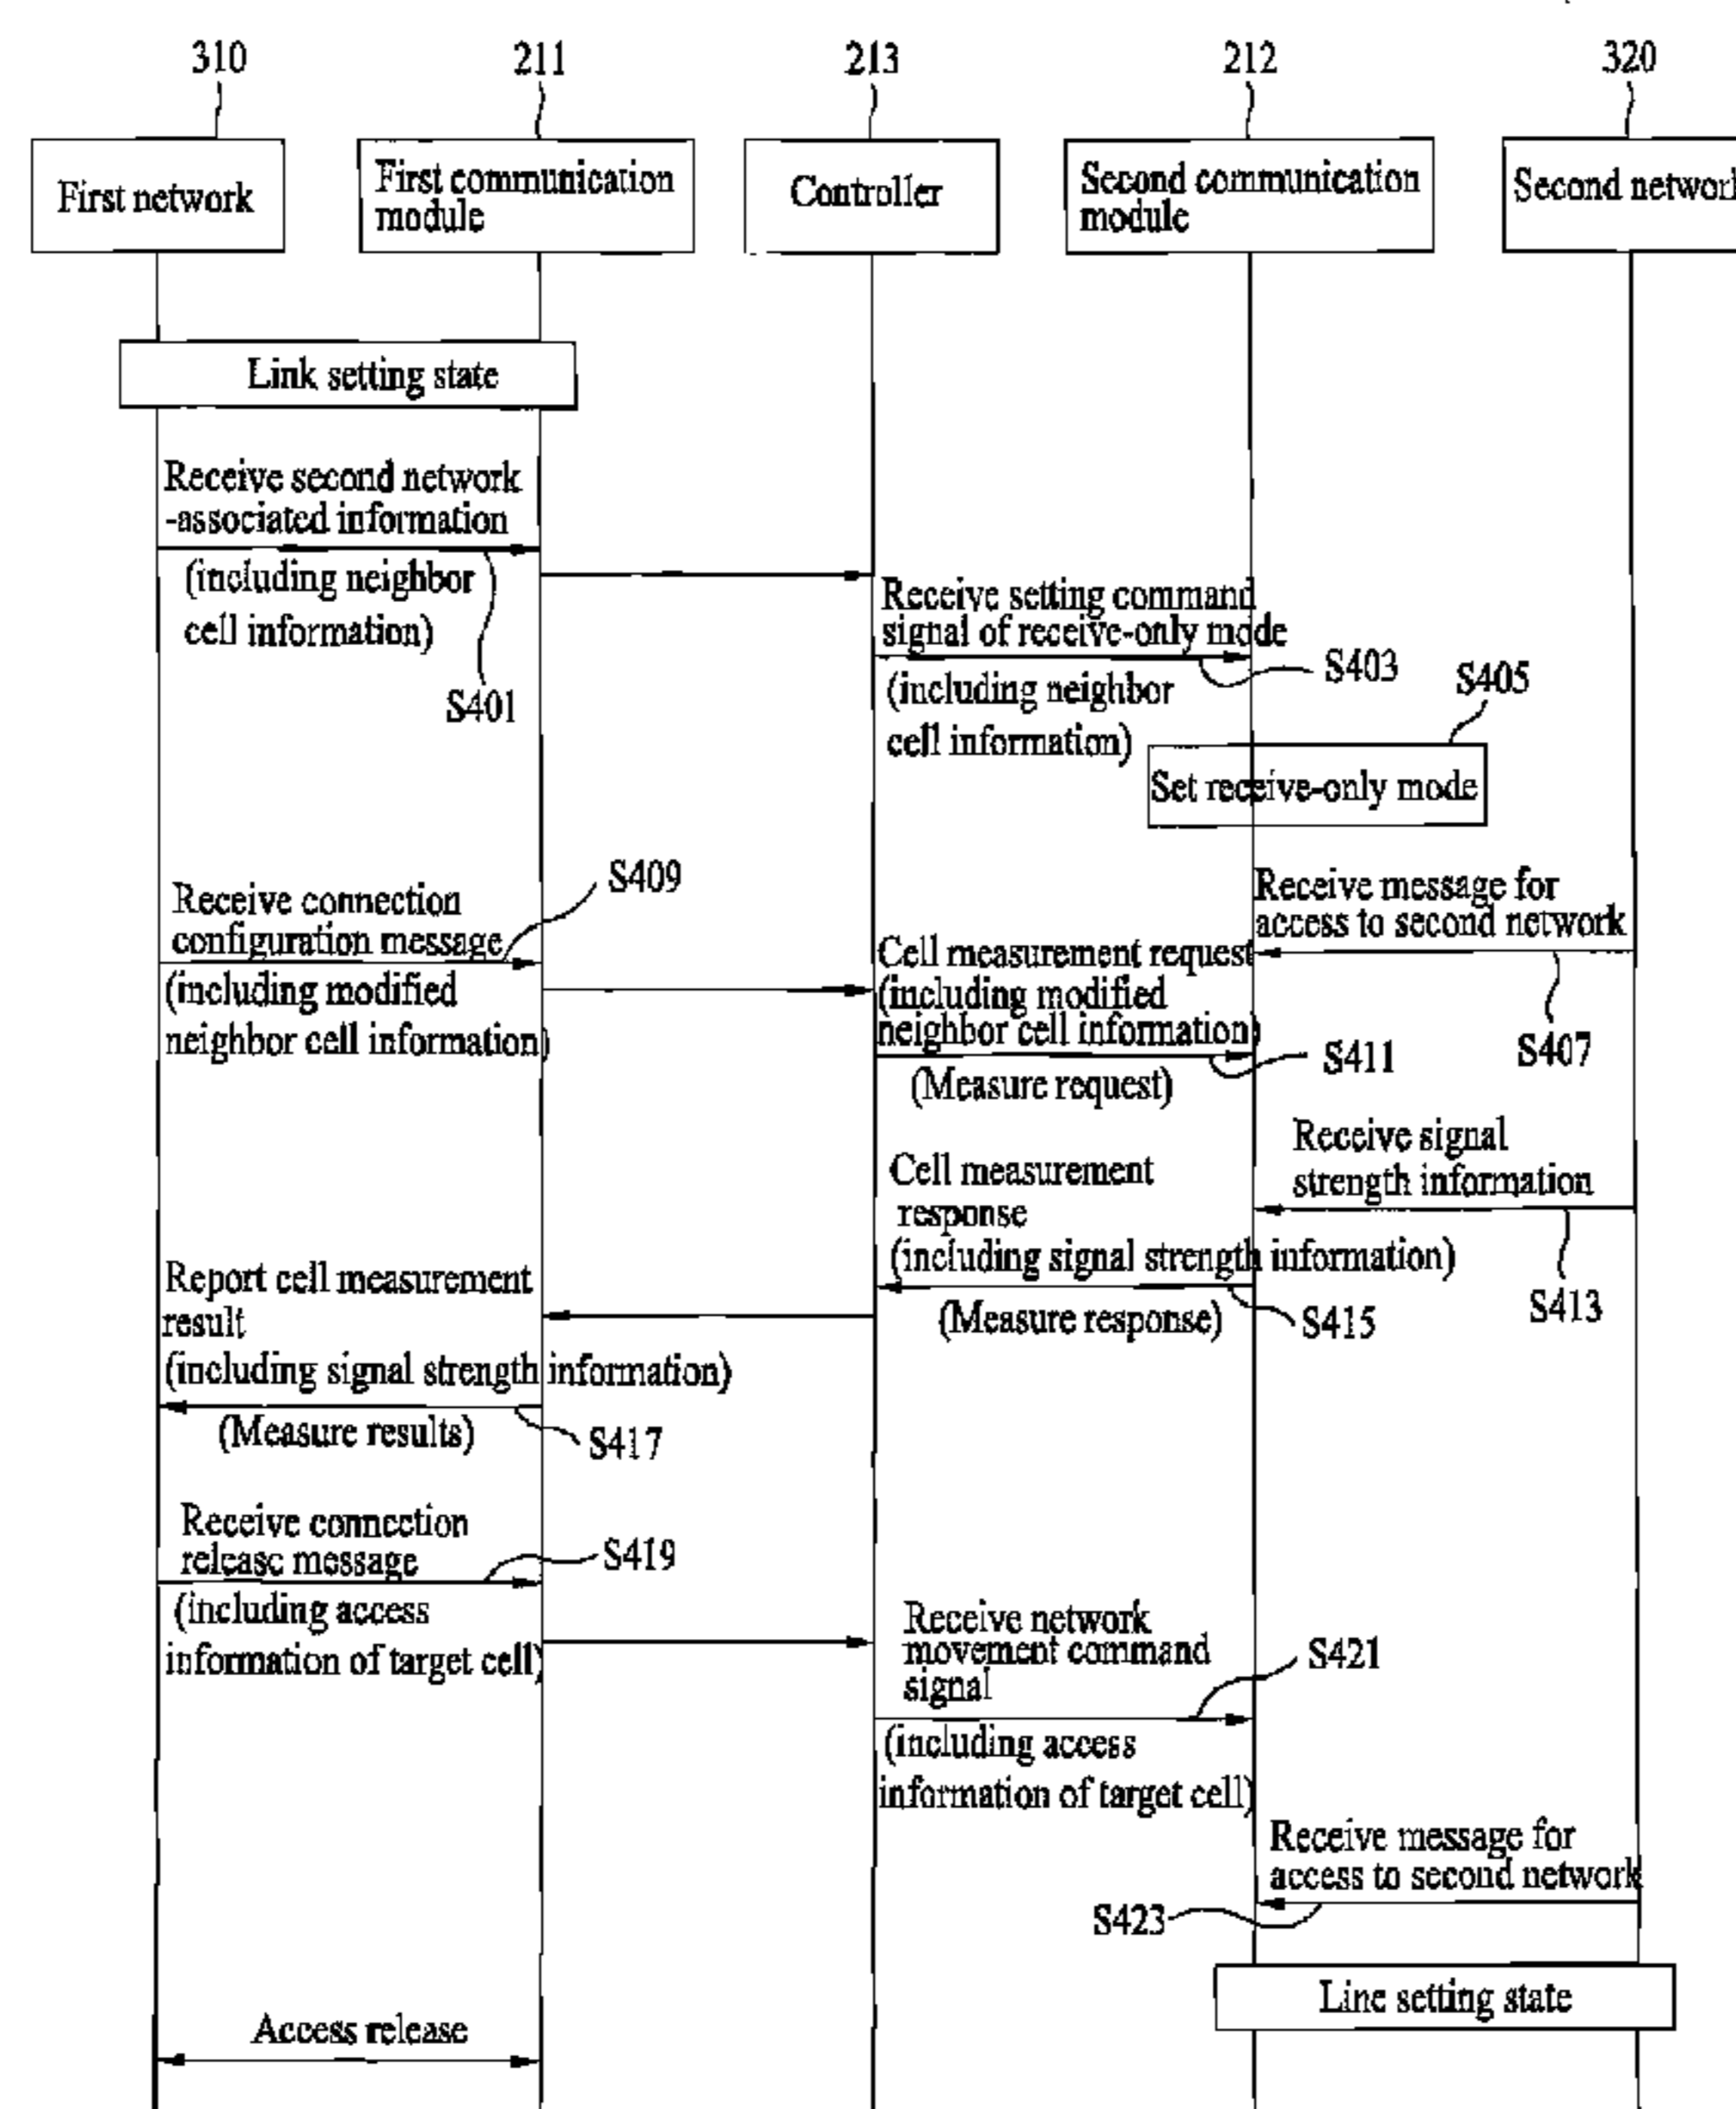 310
211
213
212
320
First network
First communication
module
Controller
Second communication
module
Second network
Link setting state
Receive second network
-associated information
(including neighbor
cell information)
S401
Receive setting command
signal of receive-only mode
(including neighbor
cell information)
S403
S405
Set receive-only mode
Receive message for
access to second network
S407
S409
Receive connection
configuration message
(including modified
neighbor cell information)
Cell measurement request
(including modified
neighbor cell information)
(Measure request)
S411
Receive signal
strength information
S413
Cell measurement
response
(including signal strength information)
(Measure response)
S415
Report cell measurement
result
(including signal strength information)
(Measure results)
S417
Receive connection
release message
S419
(including access
information of target cell)
Receive network
movement command
signal
S421
(including access
information of target cell)
Receive message for
access to second network
S423
Line setting state
Access release